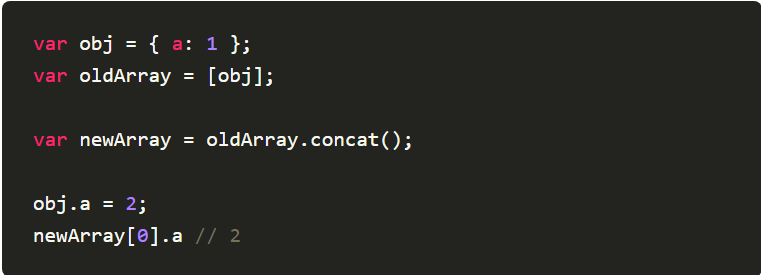 var obj = { a: 1 };
var oldArray = [obj];
var newArray = oldArray.concat();
obj.a = 2;
newArray[0].a // 2